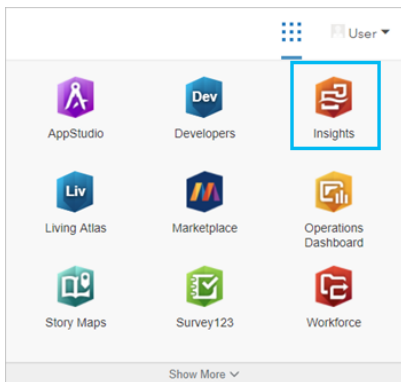 User
Dev
AppStudio Developers Insights
Liv
Living Atlas Marketplace Operations
Dashboard
Story Maps Survey123 Workforce
Show More